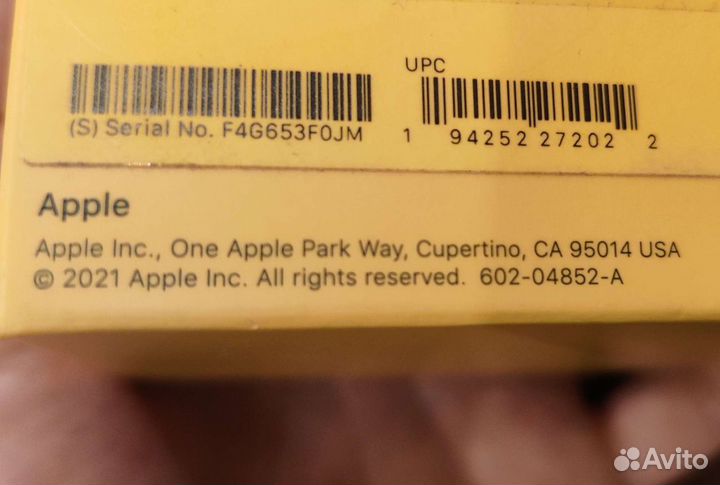 UPC
(S) Serial No. F4G653F0JM
1 94252 27202 2
Apple
Apple Inc., One Apple Park Way, Cupertino, CA 95014 USA
© 2021 Apple Inc. All rights reserved. 602-04852-A
Avito